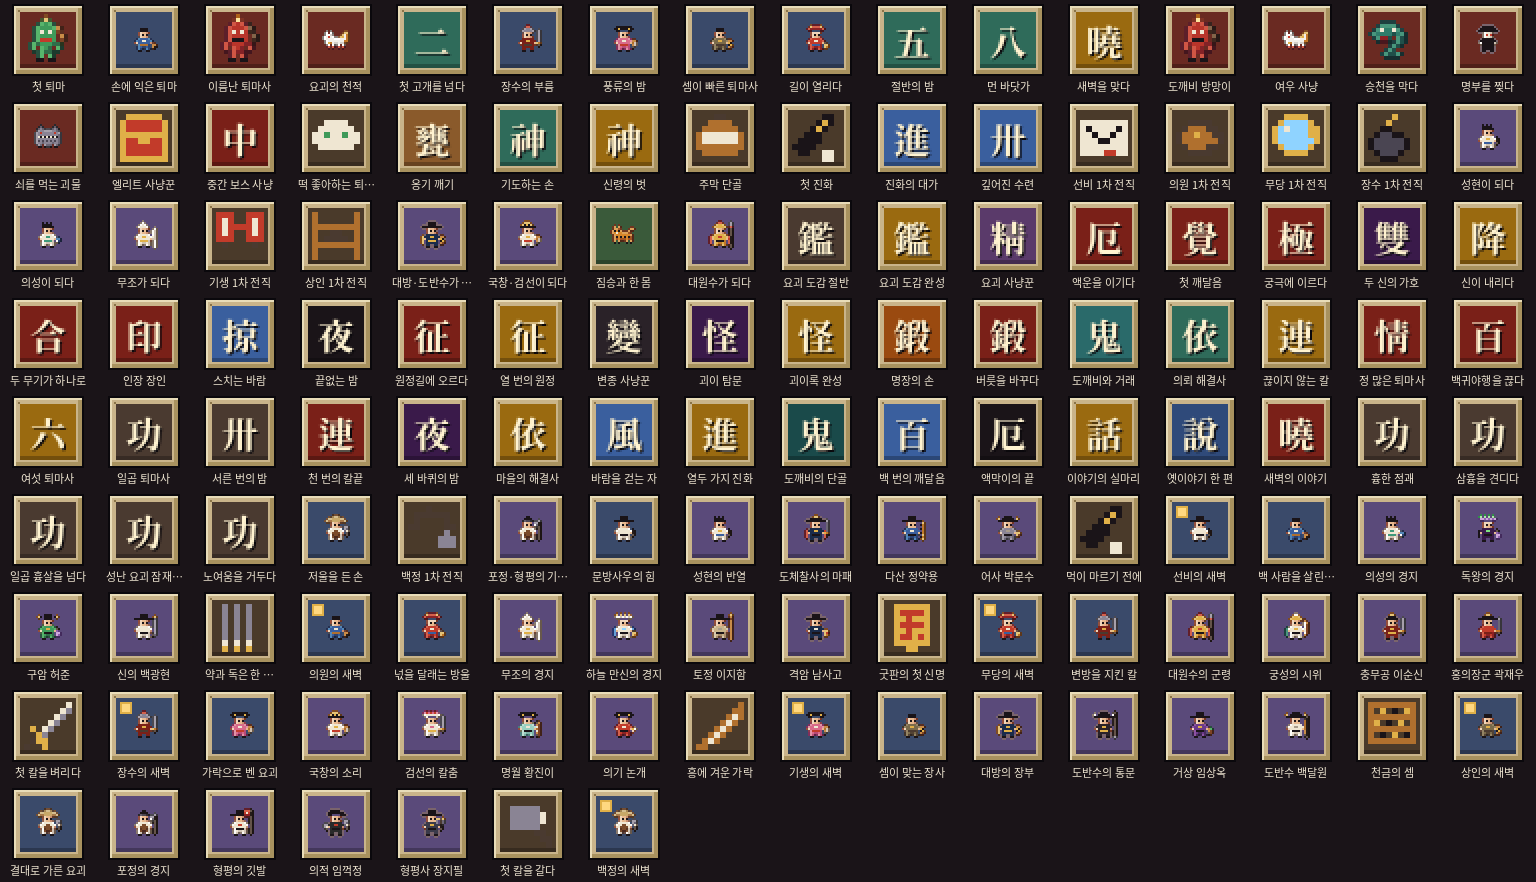 二 五 八 曉
첫 퇴마 손에 익은 퇴마 이름난 퇴마사 요괴의 천적 첫 고개를 넘다 장수의 부름 풍류의 밤 셈이 빠른 퇴마사 길이 열리다 절반의 밤 먼 바닷가 새벽을 맞다 도깨비 방망이 여우 사냥 승천을 막다 명부를 찢다
中 甕 神 神 進 卅
쇠를 먹는 괴물 엘리트 사냥꾼 중간 보스 사냥 떡 좋아하는 퇴… 옹기 깨기 기도하는 손 신령의 벗 주막 단골 첫 진화 진화의 대가 깊어진 수련 선비 1차 전직 의원 1차 전직 무당 1차 전직 장수 1차 전직 성현이 되다
鑑 鑑 精 厄 覺 極 雙 降
의성이 되다 무조가 되다 기생 1차 전직 상인 1차 전직 대방·도반수가 … 국창·검선이 되다 짐승과 한 몸 대원수가 되다 요괴 도감 절반 요괴 도감 완성 요괴 사냥꾼 액운을 이기다 첫 깨달음 궁극에 이르다 두 신의 가호 신이 내리다
合 印 掠 夜 征 征 變 怪 怪 鍛 鍛 鬼 依 連 情 百
두 무기가 하나로 인장 장인 스치는 바람 끝없는 밤 원정길에 오르다 열 번의 원정 변종 사냥꾼 괴이 탐문 괴이록 완성 명장의 손 버릇을 바꾸다 도깨비와 거래 의뢰 해결사 끊이지 않는 칼 정 많은 퇴마사 백귀야행을 끊다
六 功 卅 連 夜 依 風 進 鬼 百 厄 話 說 曉 功 功
여섯 퇴마사 일곱 퇴마사 서른 번의 밤 천 번의 칼끝 세 바퀴의 밤 마을의 해결사 바람을 걷는 자 열두 가지 진화 도깨비의 단골 백 번의 깨달음 액막이의 끝 이야기의 실마리 옛이야기 한 편 새벽의 이야기 흉한 점괘 삼흉을 견디다
功 功 功
일곱 흉살을 넘다 성난 요괴 잠재… 노여움을 거두다 저울을 든 손 백정 1차 전직 포정·형평의 기… 문방사우의 힘 성현의 반열 도체찰사의 마패 다산 정약용 어사 박문수 먹이 마르기 전에 선비의 새벽 백 사람을 살린… 의성의 경지 독왕의 경지
구암 허준 신의 백광현 약과 독은 한 … 의원의 새벽 넋을 달래는 방울 무조의 경지 하늘 만신의 경지 토정 이지함 격암 남사고 굿판의 첫 신명 무당의 새벽 변방을 지킨 칼 대원수의 군령 궁성의 시위 충무공 이순신 홍의장군 곽재우
첫 칼을 벼리다 장수의 새벽 가락으로 벤 요괴 국창의 소리 검선의 칼춤 명월 황진이 의기 논개 흥에 겨운 가락 기생의 새벽 셈이 맞는 장사 대방의 장부 도반수의 통문 거상 임상옥 도반수 백달원 천금의 셈 상인의 새벽
결대로 가른 요괴 포정의 경지 형평의 깃발 의적 임꺽정 형평사 장지필 첫 칼을 갈다 백정의 새벽